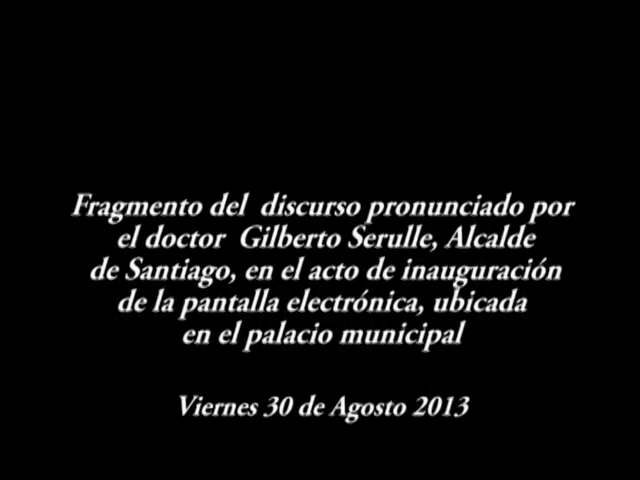 Fragmento del discurso pronunciado por
el doctor Gilberto Serulle, Alcalde
de Santiago, en el acto de inauguración
de la pantalla electrónica, ubicada
en el palacio municipal
Viernes 30 de Agosto 2013